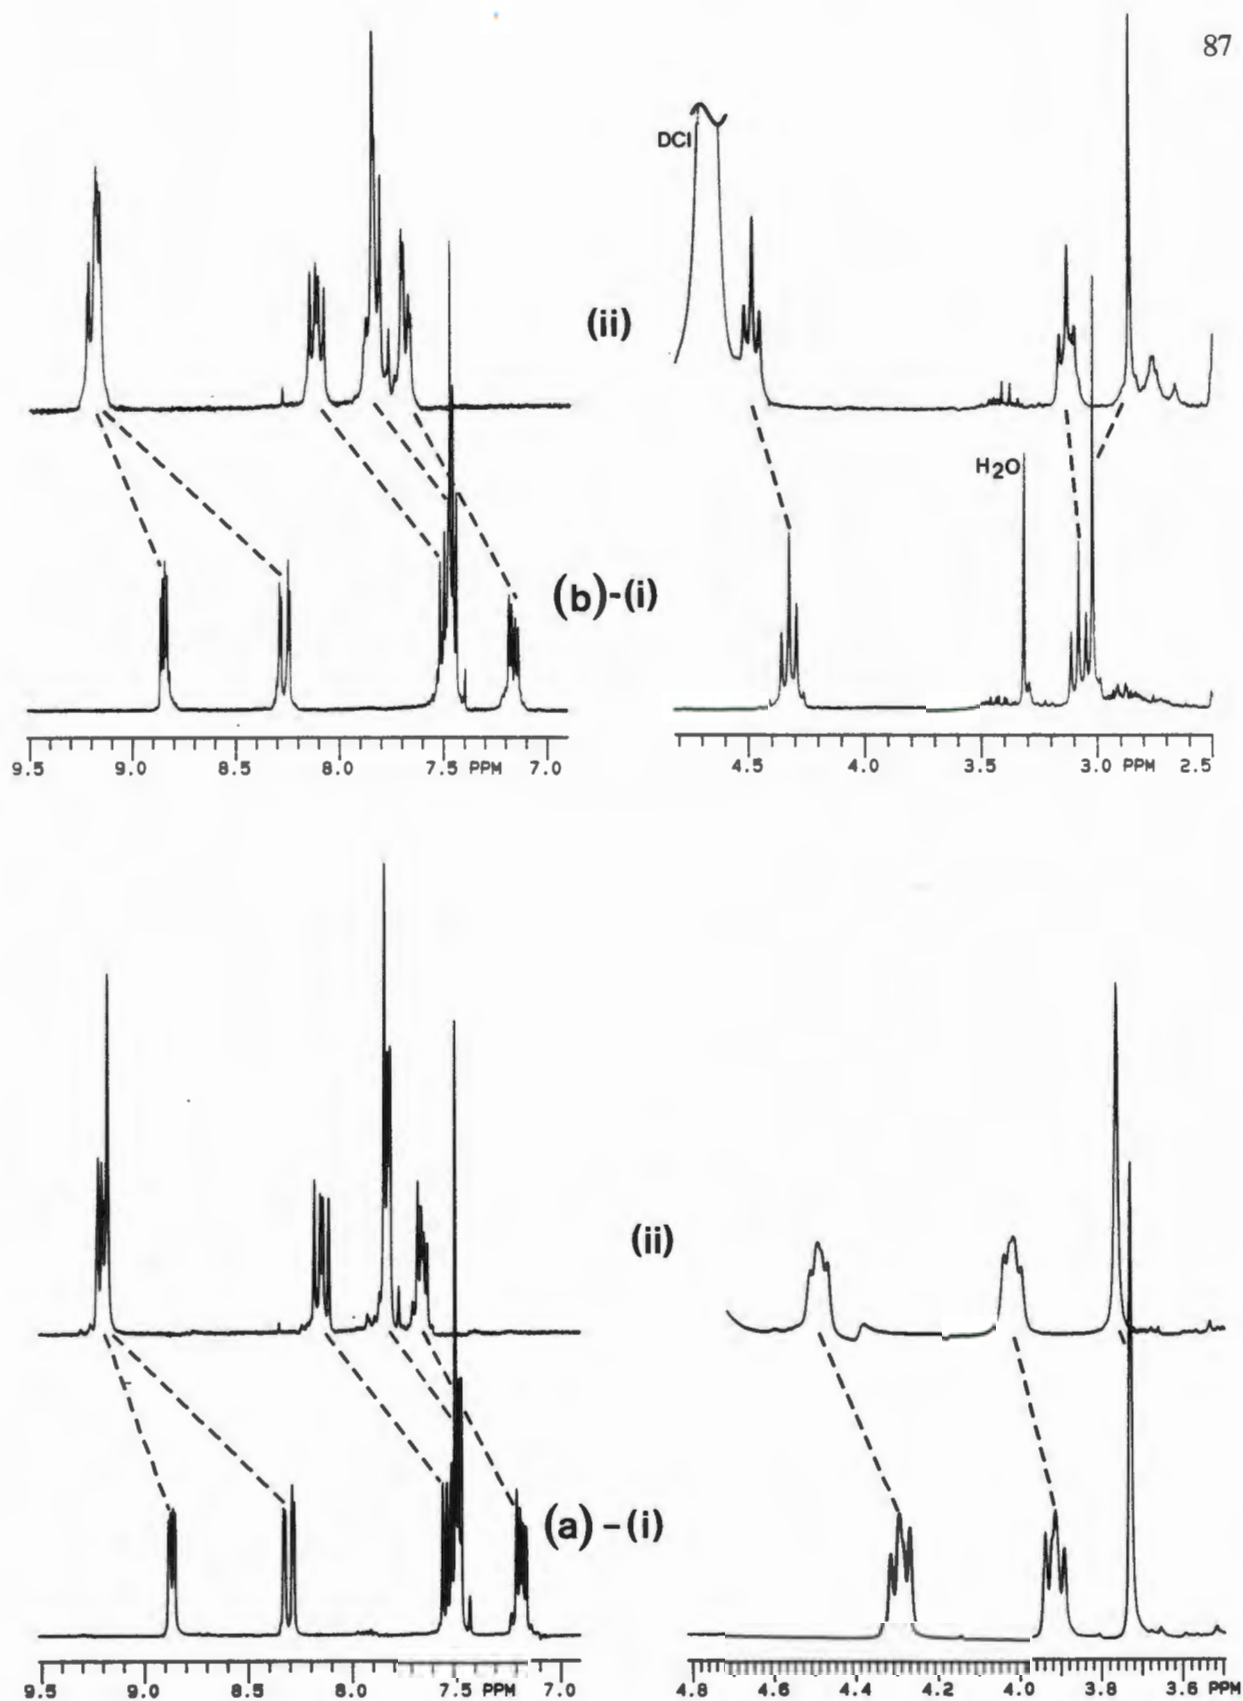 87
DCl
(ii)
H2O
(b)-(i)
9.5 9.0 8.5 8.0 7.5 PPM 7.0
4.5 4.0 3.5 3.0 PPM 2.5
(ii)
(a)-(i)
9.5 9.0 8.5 8.0 7.5 PPM 7.0
4.8 4.6 4.4 4.2 4.0 3.8 3.6 PPM